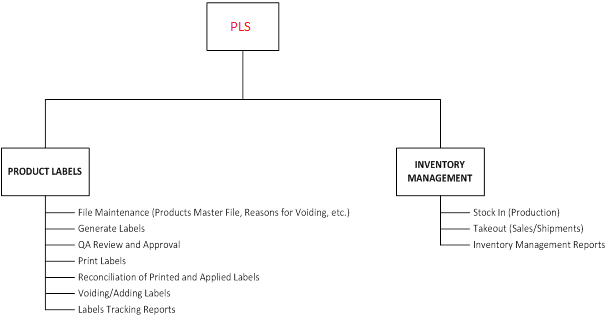 PLS
PRODUCT LABELS
File Maintenance (Products Master File, Reasons for Voiding, etc.)
Generate Labels
QA Review and Approval
Print Labels
Reconciliation of Printed and Applied Labels
Voiding/Adding Labels
Labels Tracking Reports
INVENTORY
MANAGEMENT
Stock In (Production)
Takeout (Sales/Shipments)
Inventory Management Reports